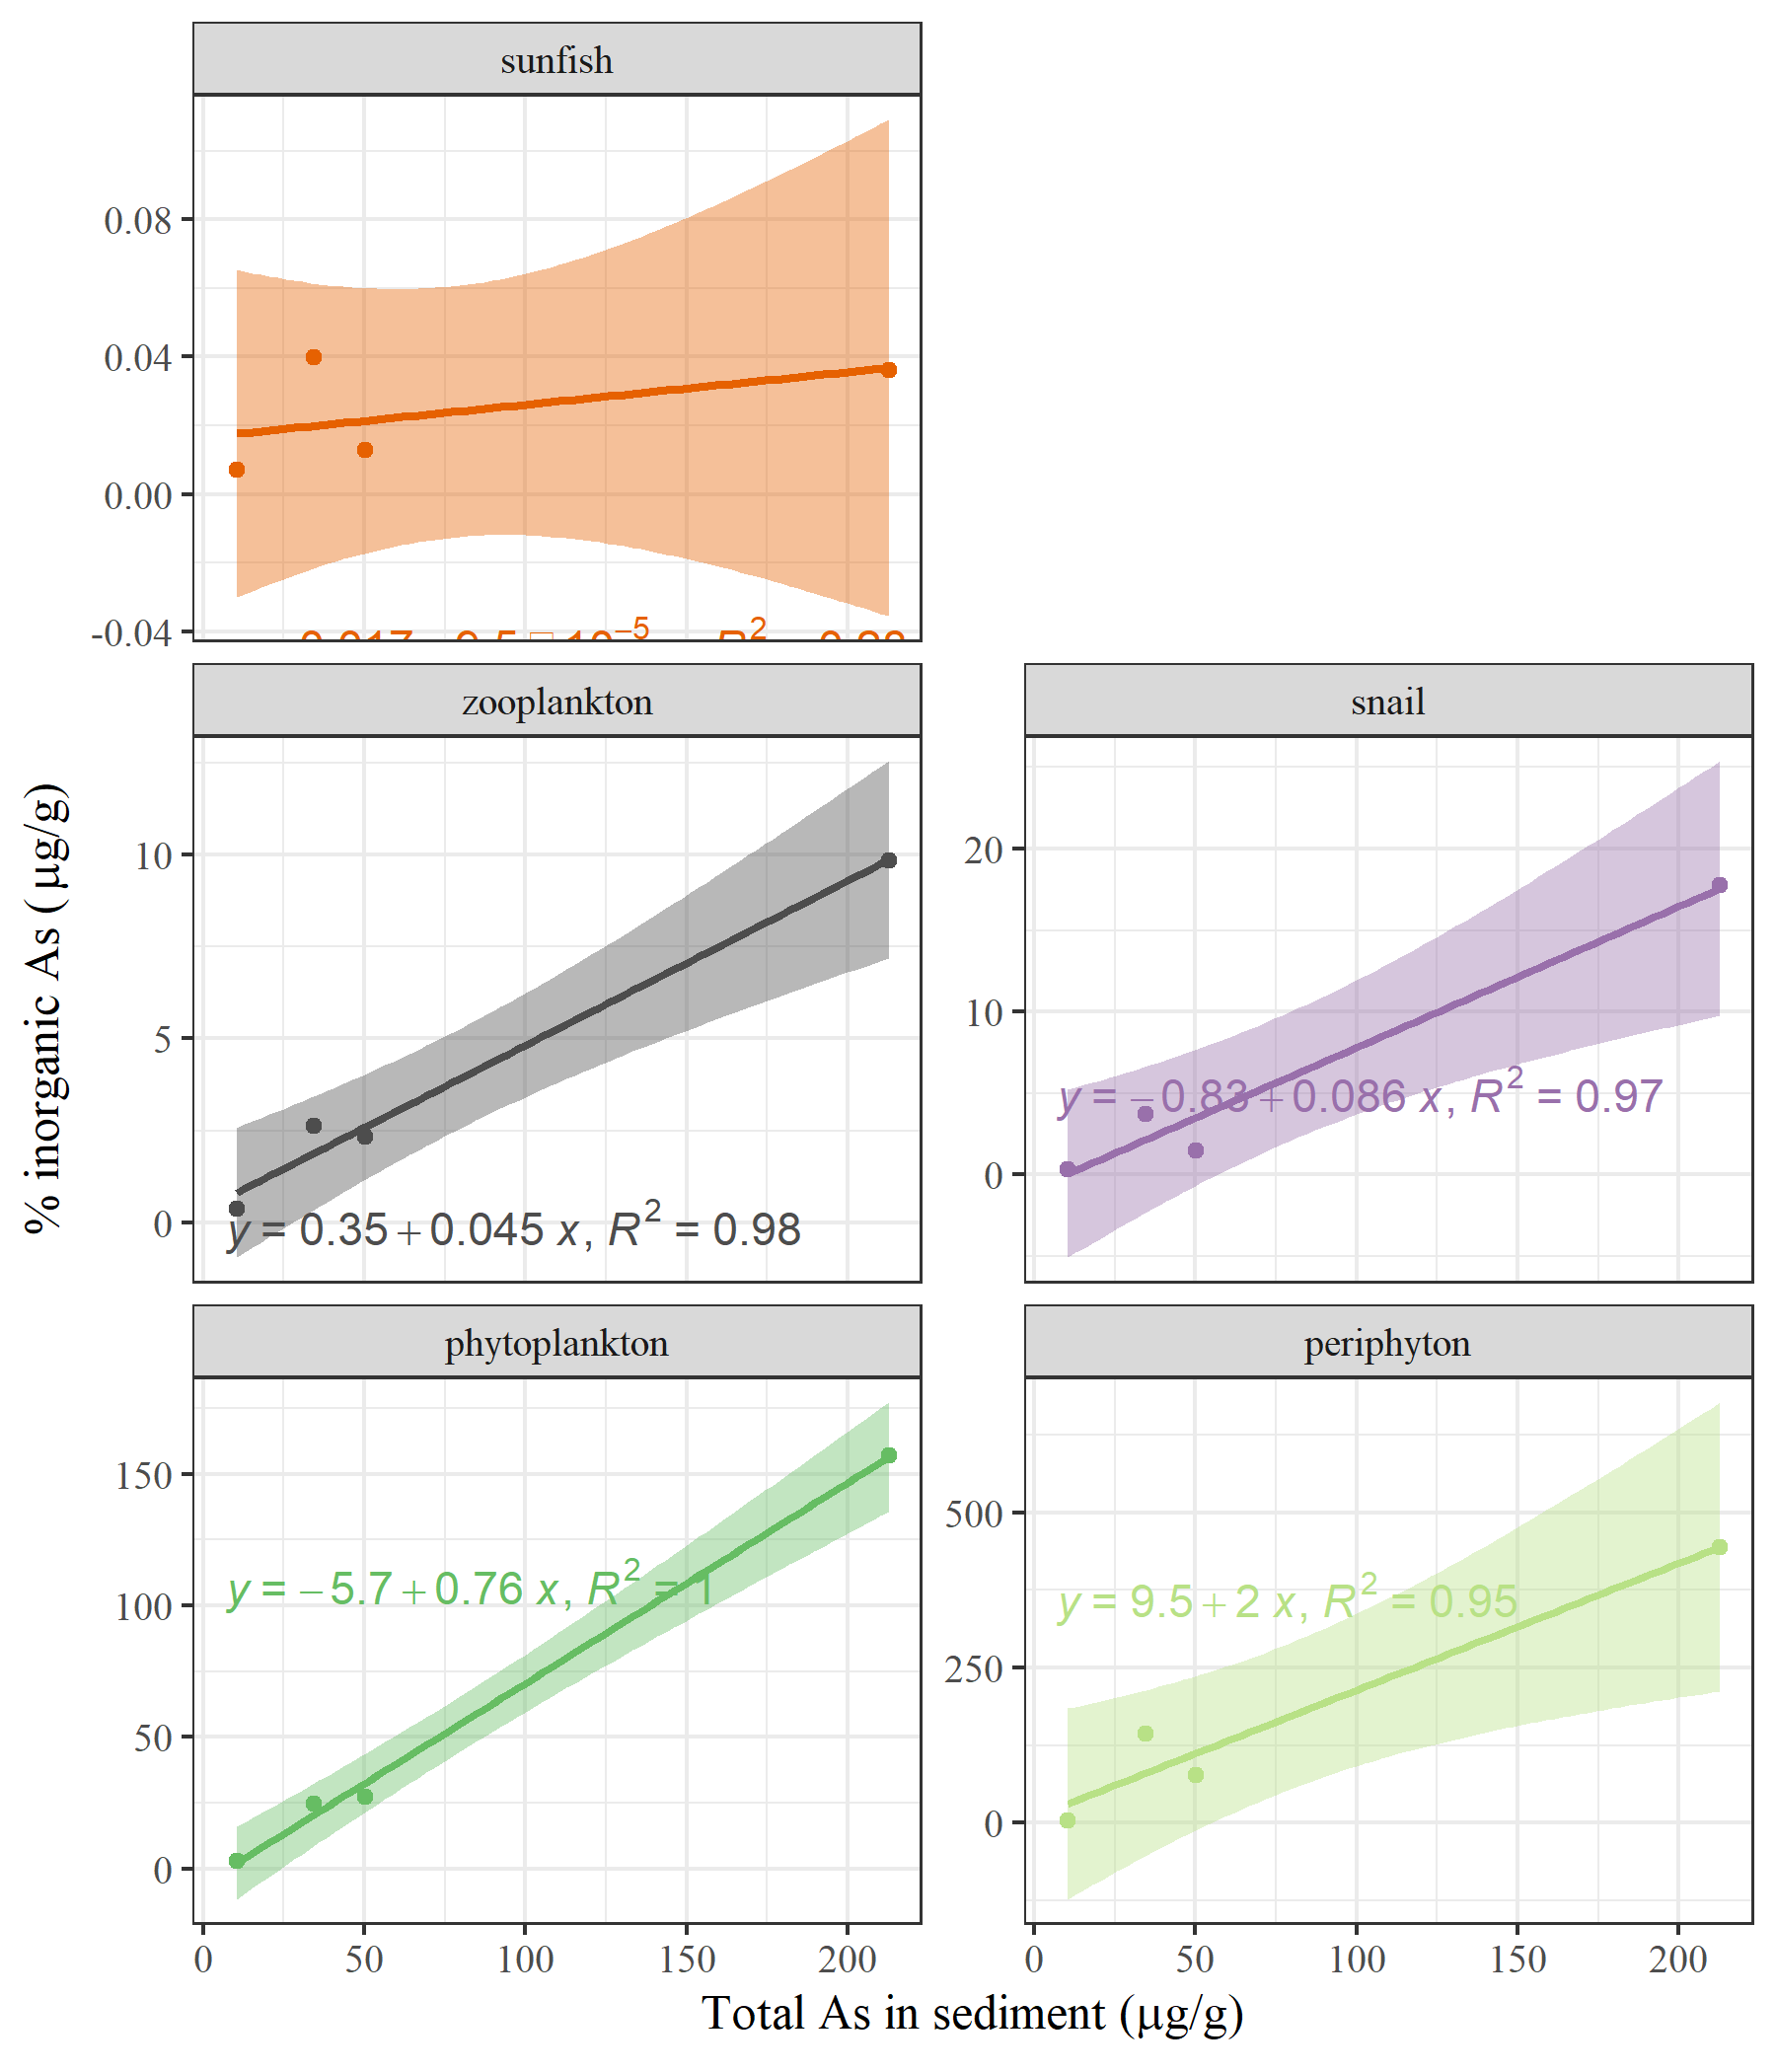 sunfish
0.08
0.04
0.00
-0.04
zooplankton
10
5
0
y = 0.35 + 0.045 x, R² = 0.98
snail
20
10
0
y = −0.83 + 0.086 x, R² = 0.97
phytoplankton
150
100
50
0
y = −5.7 + 0.76 x, R² = 1
0 50 100 150 200
periphyton
500
250
0
y = 9.5 + 2 x, R² = 0.95
0 50 100 150 200
% inorganic As (µg/g)
Total As in sediment (µg/g)